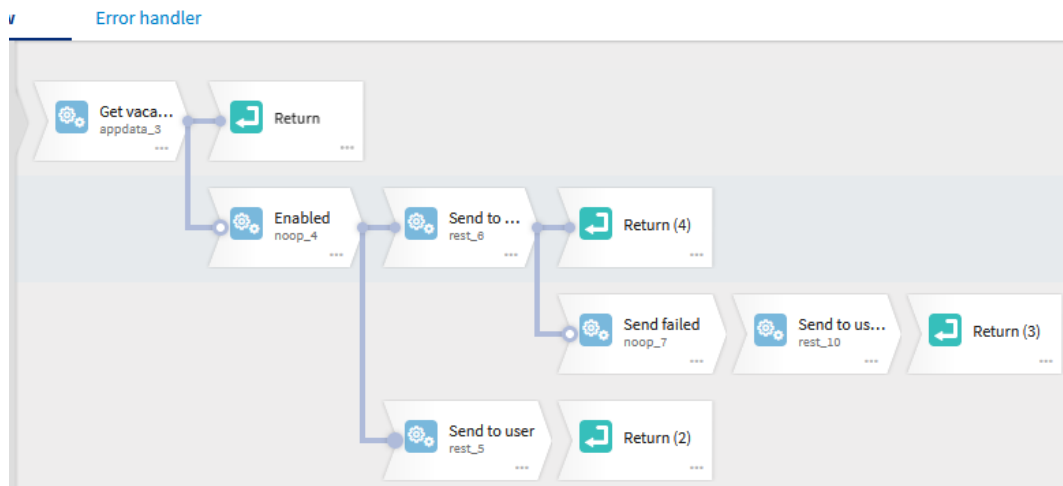 Error handler
Get vaca...
appdata_3
Return
Enabled
noop_4
Send to ...
rest_6
Return (4)
Send failed
noop_7
Send to us...
rest_10
Return (3)
Send to user
rest_5
Return (2)